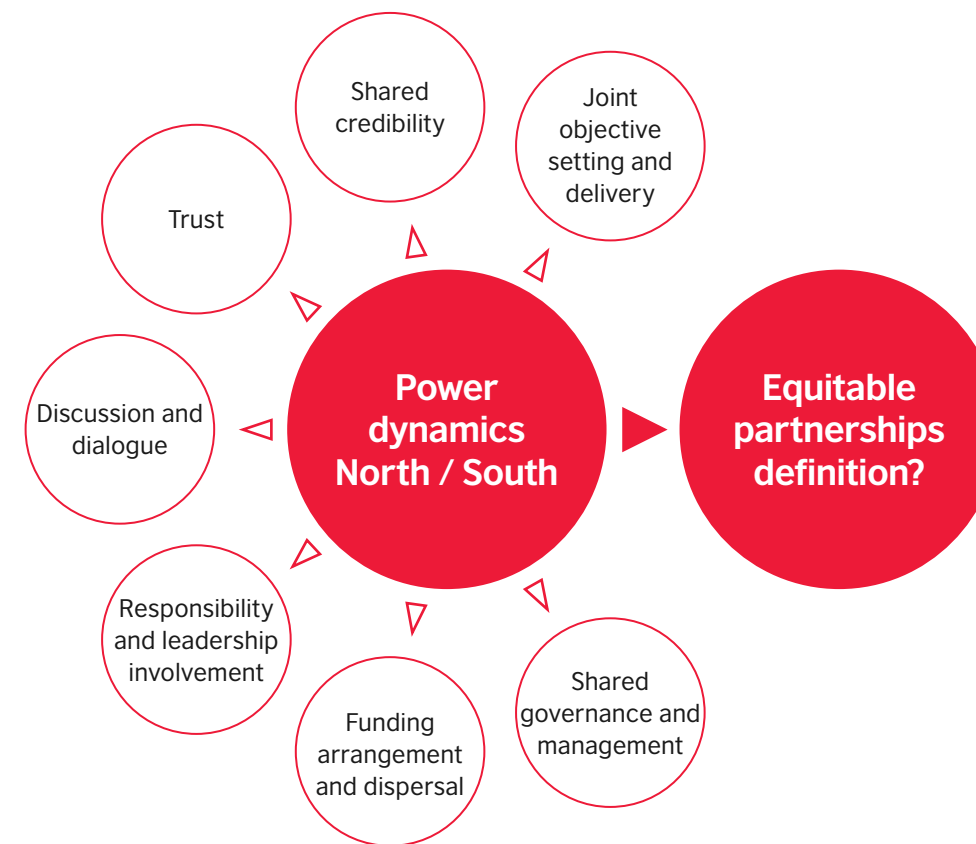 Shared
credibility
Joint
objective
setting and
delivery
Trust
Discussion and
dialogue
Power
dynamics
North / South
Equitable
partnerships
definition?
Responsibility
and leadership
involvement
Funding
arrangement
and dispersal
Shared
governance and
management